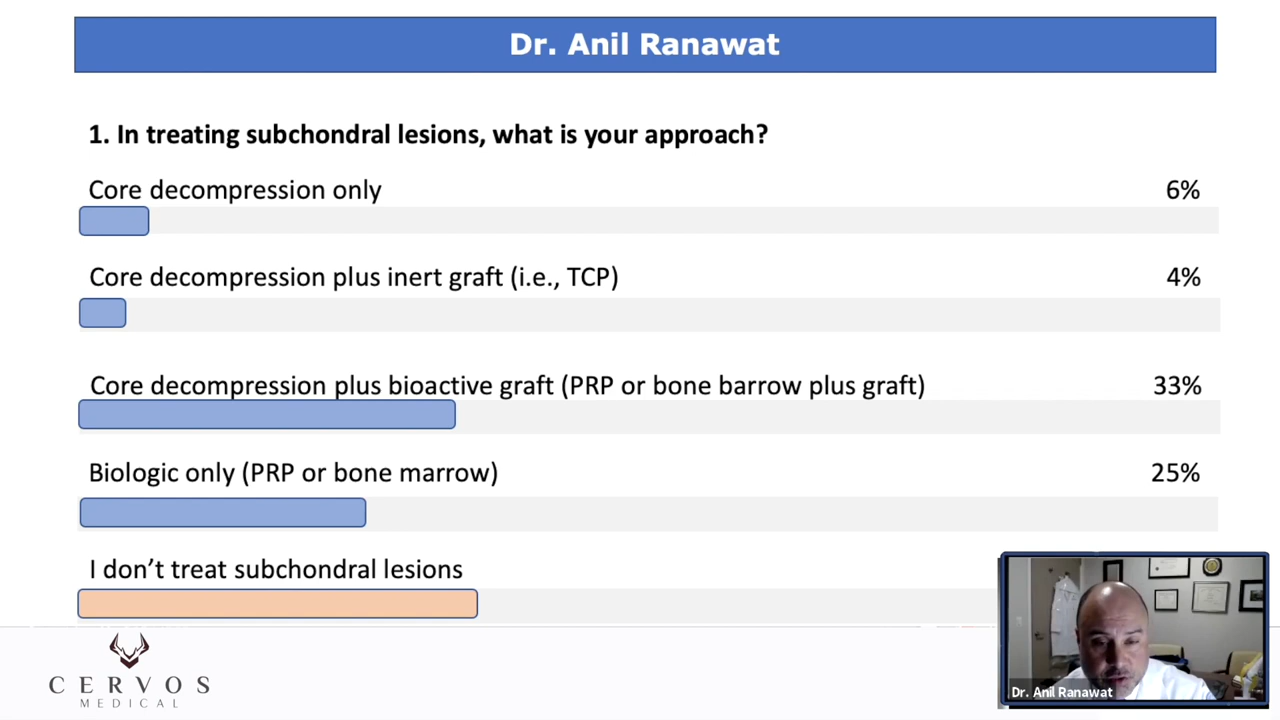 Dr. Anil Ranawat
1. In treating subchondral lesions, what is your approach?
Core decompression only 6%
Core decompression plus inert graft (i.e., TCP) 4%
Core decompression plus bioactive graft (PRP or bone barrow plus graft) 33%
Biologic only (PRP or bone marrow) 25%
I don’t treat subchondral lesions
CERVOS
MEDICAL
Dr. Anil Ranawat